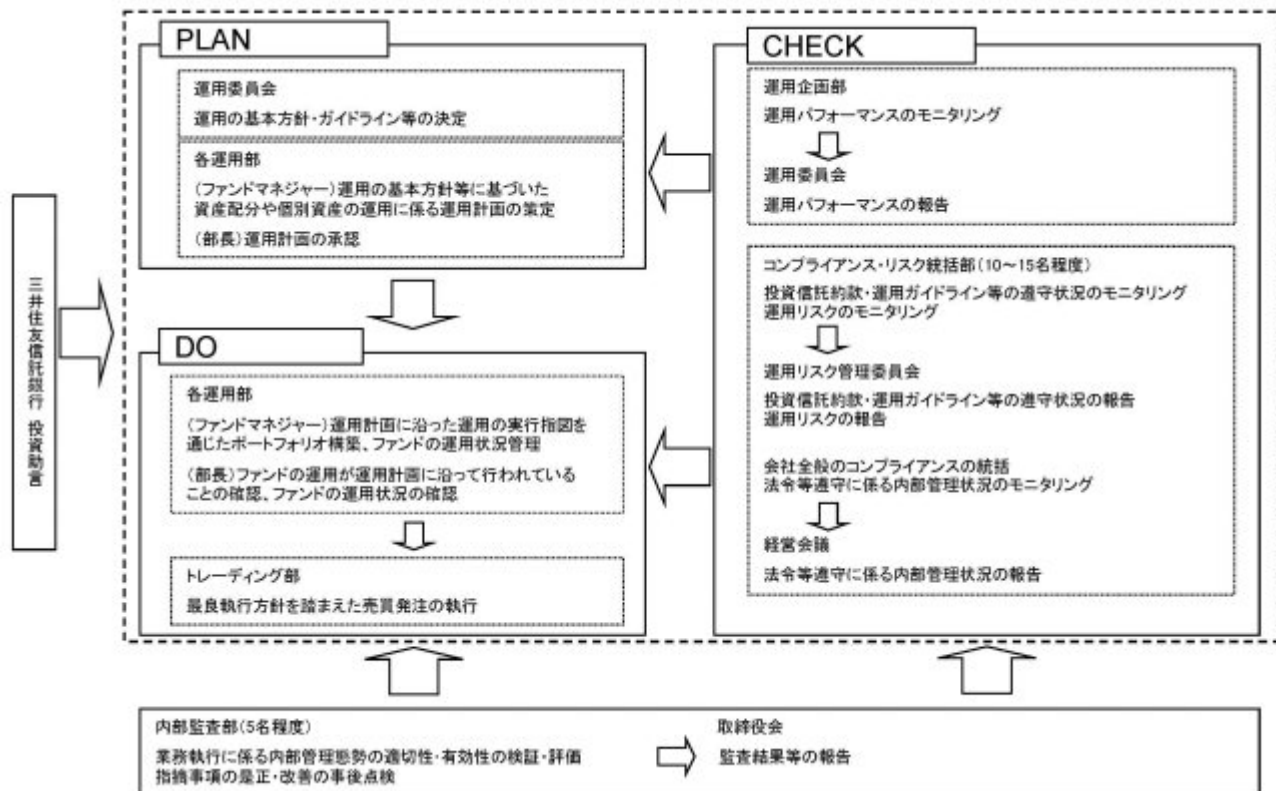 三井住友信託銀行 投資助言
PLAN
運用委員会
運用の基本方針・ガイドライン等の決定
各運用部
(ファンドマネジャー)運用の基本方針等に基づいた
資産配分や個別資産の運用に係る運用計画の策定
(部長)運用計画の承認
DO
各運用部
(ファンドマネジャー)運用計画に沿った運用の実行指図を
通じたポートフォリオ構築、ファンドの運用状況管理
(部長)ファンドの運用が運用計画に沿って行われている
ことの確認、ファンドの運用状況の確認
トレーディング部
最良執行方針を踏まえた売買発注の執行
CHECK
運用企画部
運用パフォーマンスのモニタリング
運用委員会
運用パフォーマンスの報告
コンプライアンス・リスク統括部(10～15名程度)
投資信託約款・運用ガイドライン等の遵守状況のモニタリング
運用リスクのモニタリング
運用リスク管理委員会
投資信託約款・運用ガイドライン等の遵守状況の報告
運用リスクの報告
会社全般のコンプライアンスの統括
法令等遵守に係る内部管理状況のモニタリング
経営会議
法令等遵守に係る内部管理状況の報告
内部監査部(5名程度)
業務執行に係る内部管理態勢の適切性・有効性の検証・評価
指摘事項の是正・改善の事後点検
取締役会
監査結果等の報告